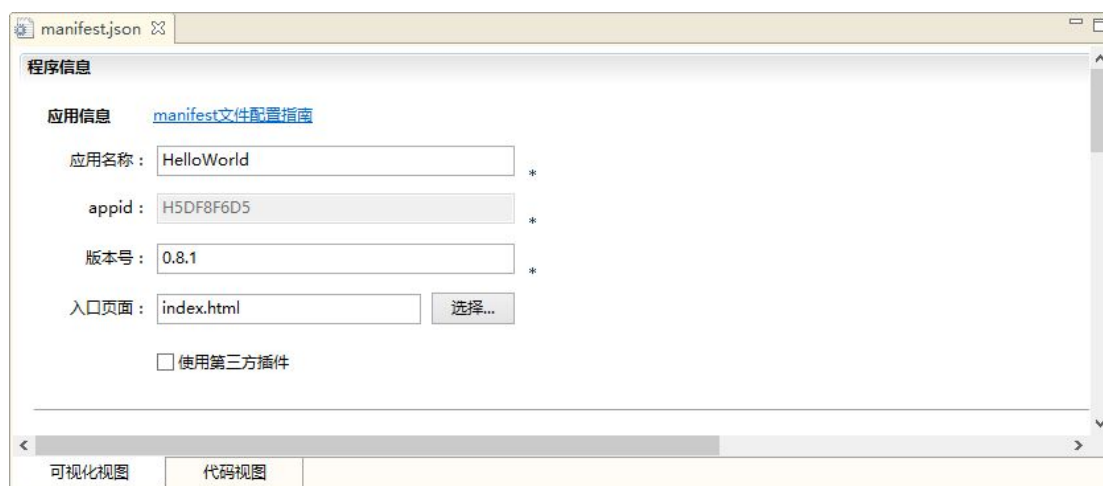 manifest.json
程序信息
应用信息 manifest文件配置指南
应用名称： HelloWorld *
appid： H5DF8F6D5 *
版本号： 0.8.1 *
入口页面： index.html 选择...
使用第三方插件
可视化视图 代码视图